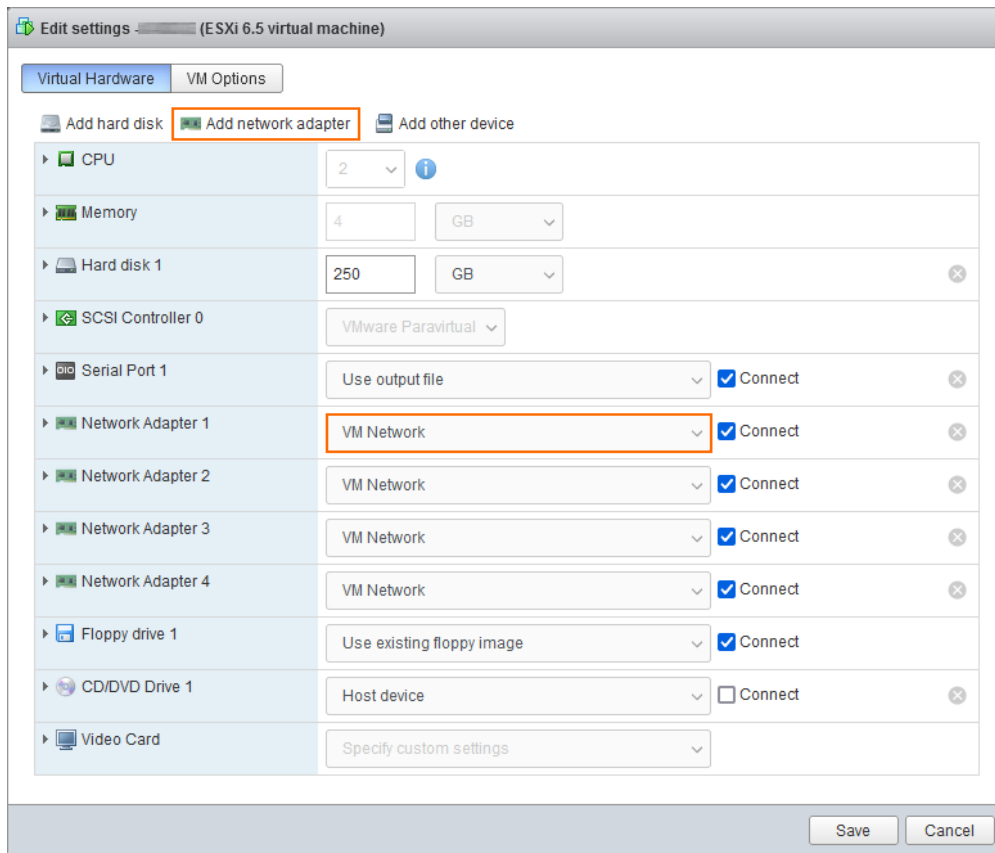 Edit settings - (ESXi 6.5 virtual machine)
Virtual Hardware VM Options
Add hard disk Add network adapter Add other device
CPU 2
Memory 4 GB
Hard disk 1 250 GB
SCSI Controller 0 VMware Paravirtual
Serial Port 1 Use output file Connect
Network Adapter 1 VM Network Connect
Network Adapter 2 VM Network Connect
Network Adapter 3 VM Network Connect
Network Adapter 4 VM Network Connect
Floppy drive 1 Use existing floppy image Connect
CD/DVD Drive 1 Host device Connect
Video Card Specify custom settings
Save Cancel